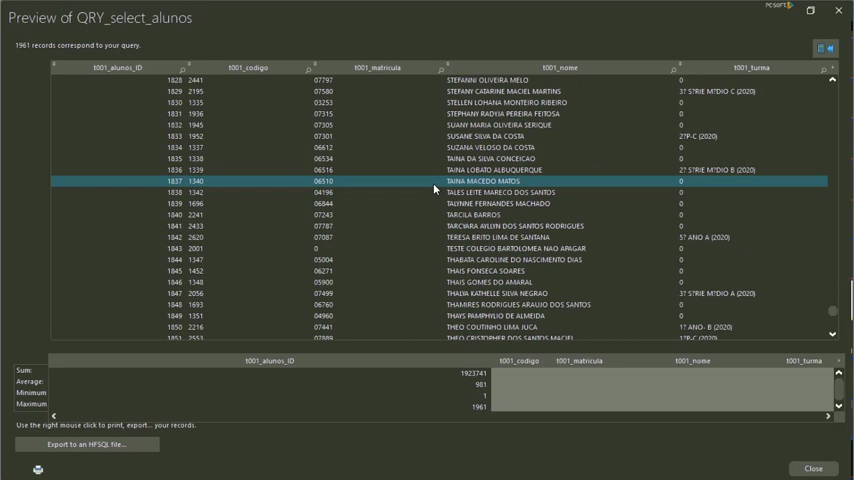 PCSOFT
Preview of QRY_select_alunos
1961 records correspond to your query.
t001_alunos_ID t001_codigo t001_matricula t001_nome t001_turma
1828 2441 07797 STEFANNI OLIVEIRA MELO 0
1829 2195 07580 STEFANY CATARINE MACIEL MARTINS 3? S?RIE M?DIO C (2020)
1830 1335 03253 STELLEN LOHANA MONTEIRO RIBEIRO 0
1831 1936 07315 STEPHANY RADYJA PEREIRA FEITOSA 0
1832 1945 07305 SUANY MARIA OLIVEIRA SERIQUE 0
1833 1952 07301 SUSANE SILVA DA COSTA 2?P-C (2020)
1834 1337 06612 SUZANA VELOSO DA COSTA 0
1835 1338 06534 TAINA DA SILVA CONCEICAO 0
1836 1339 06516 TAINA LOBATO ALBUQUERQUE 2? S?RIE M?DIO B (2020)
1837 1340 06510 TAINA MACEDO MATOS 0
1838 1342 04196 TALES LEITE MARECO DOS SANTOS 0
1839 1696 06844 TALYNNE FERNANDES MACHADO 0
1840 2241 07243 TARCILA BARROS 0
1841 2433 07787 TARCYARA AYLLYN DOS SANTOS RODRIGUES 0
1842 2620 07087 TERESA BRITO LIMA DE SANTANA 5? ANO A (2020)
1843 2001 0 TESTE COLEGIO BARTOLOMEA NAO APAGAR 0
1844 1347 05004 THABATA CAROLINE DO NASCIMENTO DIAS 0
1845 1452 06271 THAIS FONSECA SOARES 0
1846 1348 05900 THAIS GOMES DO AMARAL 0
1847 2056 07499 THALYA KATHELLE SILVA NEGRAO 3? S?RIE M?DIO A (2020)
1848 1693 06760 THAMIRES RODRIGUES ARAUJO DOS SANTOS 0
1849 1351 04960 THAYS PAMPHYLIO DE ALMEIDA 0
1850 2216 07441 THEO COUTINHO LIMA JUCA 1? ANO- B (2020)
1851 2553 07889 THEO CRISTOPHER DOS SANTOS MACIEL 1?P-C (2020)
t001_alunos_ID t001_codigo t001_matricula t001_nome t001_turma
Sum: 1923741
Average: 981
Minimum 1
Maximum 1961
Use the right mouse click to print, export... your records.
Export to an HFSQL file...
Close